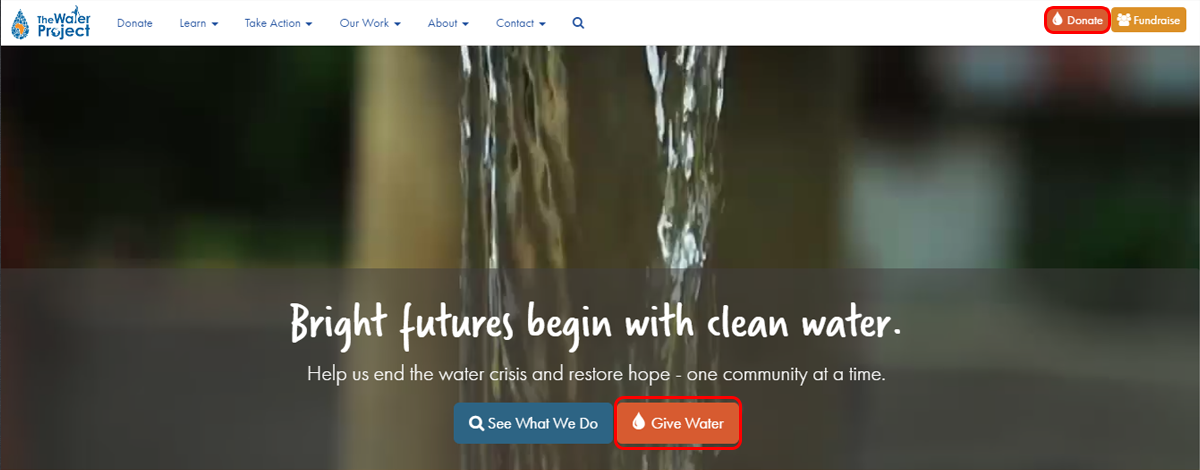 The Water
Project
Donate
Learn
Take Action
Our Work
About
Contact
Donate
Fundraise
Bright futures begin with clean water.
Help us end the water crisis and restore hope - one community at a time.
See What We Do
Give Water